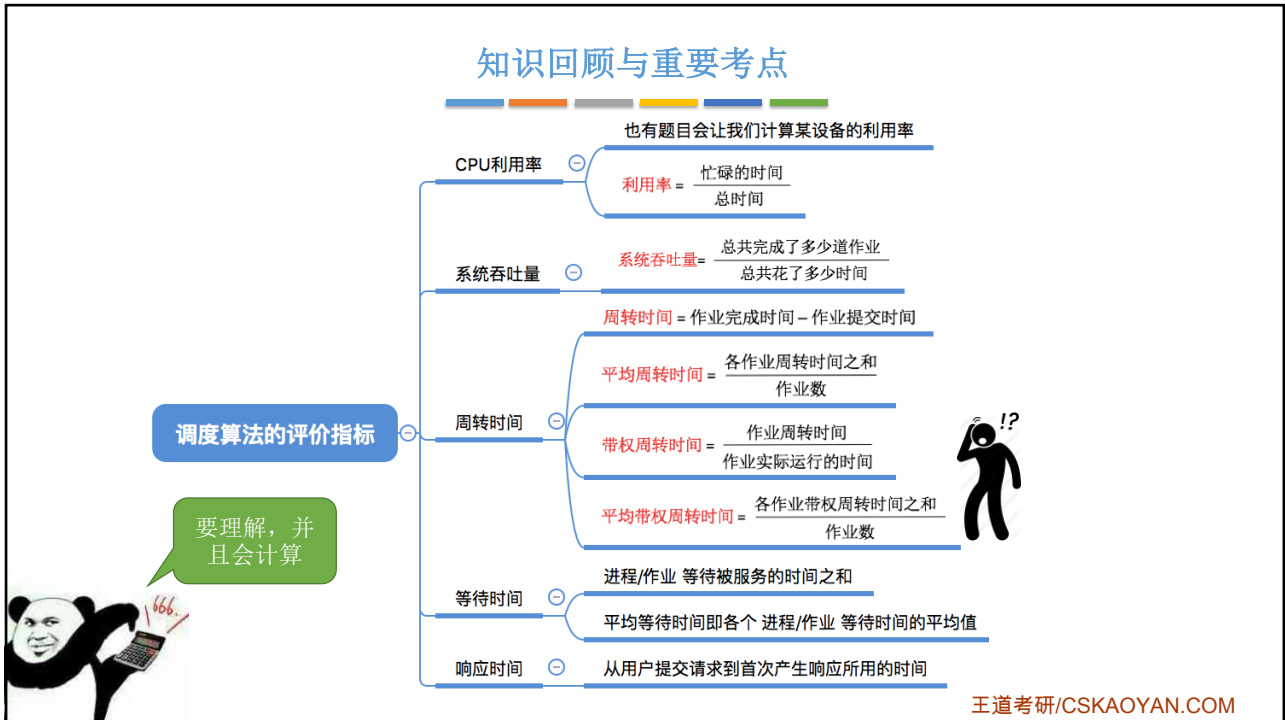 知识回顾与重要考点
也有题目会让我们计算某设备的利用率
CPU利用率
利用率 = 忙碌的时间
总时间
系统吞吐量
系统吞吐量= 总共完成了多少道作业
总共花了多少时间
周转时间 = 作业完成时间 – 作业提交时间
平均周转时间 = 各作业周转时间之和
作业数
周转时间
带权周转时间 = 作业周转时间
作业实际运行的时间
平均带权周转时间 = 各作业带权周转时间之和
作业数
调度算法的评价指标
!?
要理解，并
且会计算
666.
等待时间
进程/作业 等待被服务的时间之和
平均等待时间即各个 进程/作业 等待时间的平均值
响应时间
从用户提交请求到首次产生响应所用的时间
王道考研/CSKAOYAN.COM